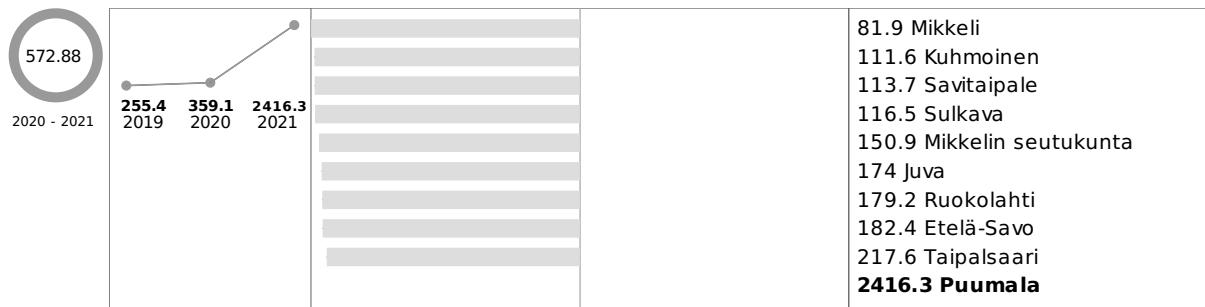 572.88
2020 - 2021
255.4 359.1 2416.3
2019 2020 2021
81.9 Mikkeli
111.6 Kuhmoinen
113.7 Savitaipale
116.5 Sulkava
150.9 Mikkelin seutukunta
174 Juva
179.2 Ruokolahti
182.4 Etelä-Savo
217.6 Taipalsaari
2416.3 Puumala